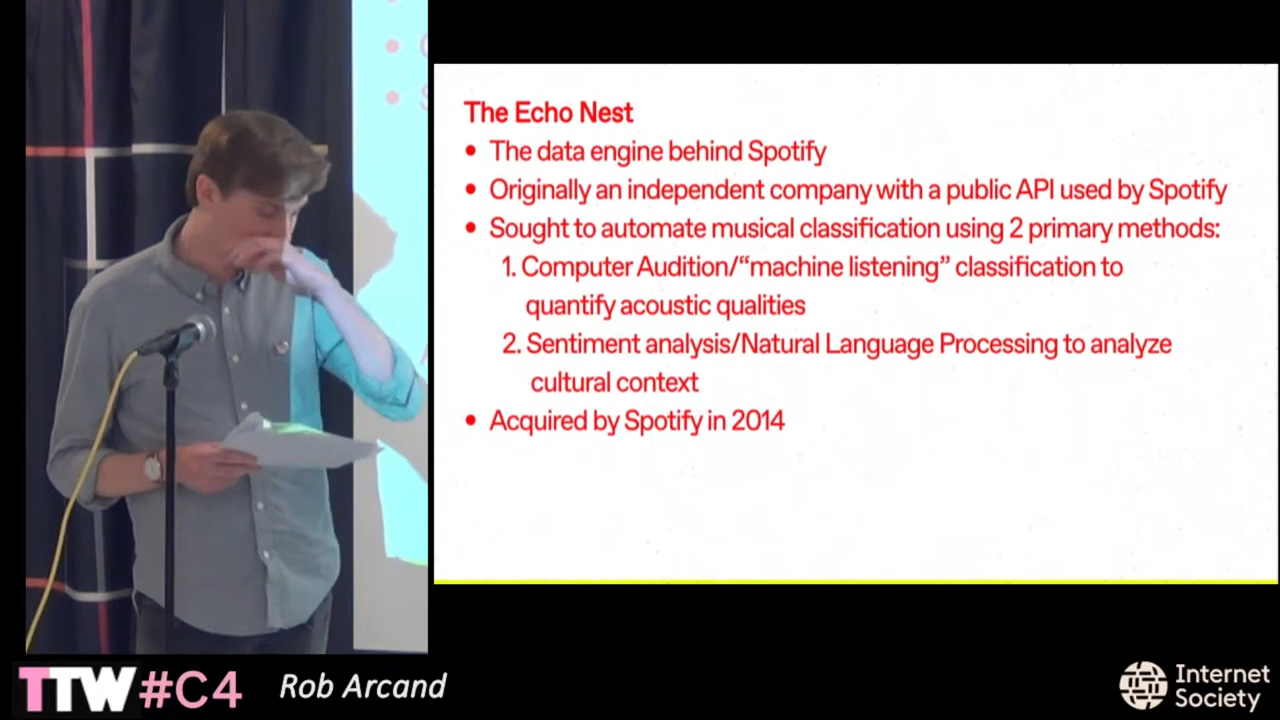 The Echo Nest
• The data engine behind Spotify
• Originally an independent company with a public API used by Spotify
• Sought to automate musical classification using 2 primary methods:
1. Computer Audition/“machine listening” classification to
quantify acoustic qualities
2. Sentiment analysis/Natural Language Processing to analyze
cultural context
• Acquired by Spotify in 2014
TTW#C4
Rob Arcand
Internet
Society